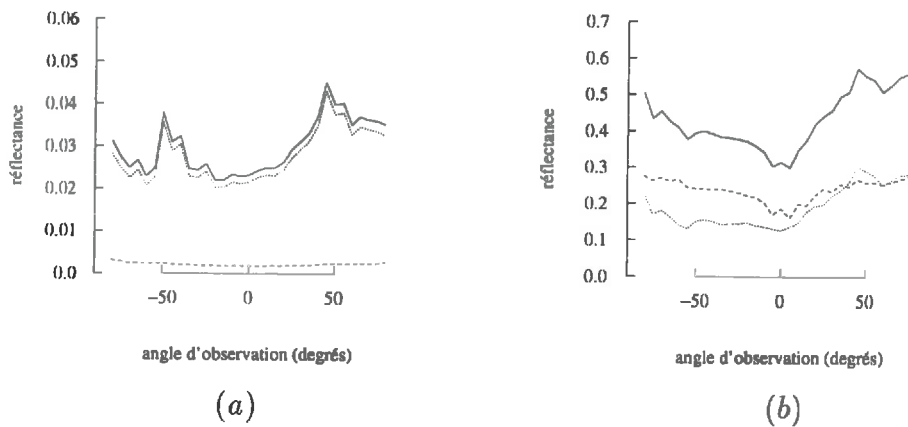 0.06
0.05
0.04
0.03
0.02
0.01
0.0
réflectance
−50 0 50
angle d'observation (degrés)
(a)
0.7
0.6
0.5
0.4
0.3
0.2
0.1
0.0
réflectance
−50 0 50
angle d'observation (degrés)
(b)